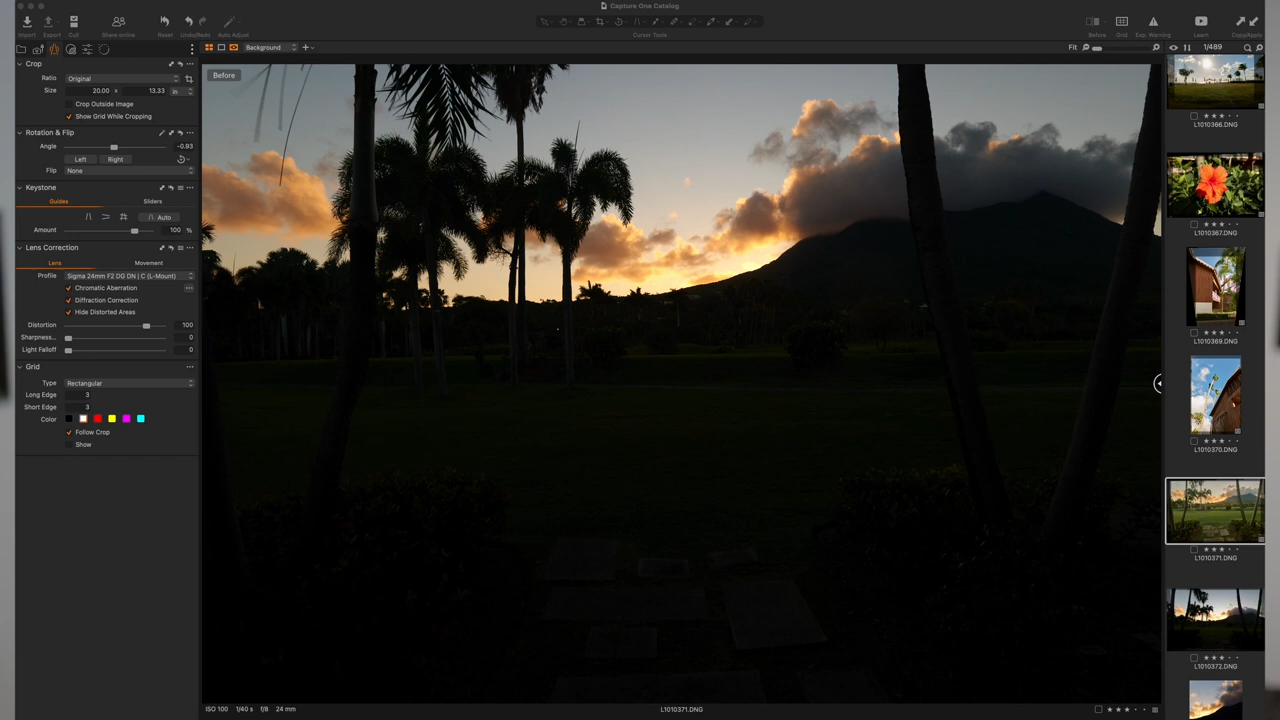 Capture One Catalog
Import Export Cull Share online Reset Undo/Redo Auto Adjust Cursor Tools Before Grid Exp. Warning Learn Copy/Apply
Background
Fit
1/489
Crop
Ratio Original
Size 20.00 x 13.33 in
Crop Outside Image
Show Grid While Cropping
Rotation & Flip
Angle -0.93
Left Right
Flip None
Keystone
Guides Sliders
Auto
Amount 100 %
Lens Correction
Lens Movement
Profile Sigma 24mm F2 DG DN | C (L-Mount)
Chromatic Aberration
Diffraction Correction
Hide Distorted Areas
Distortion 100
Sharpness... 0
Light Falloff 0
Grid
Type Rectangular
Long Edge 3
Short Edge 3
Color
Follow Crop
Show
Before
ISO 100 1/40 s f/8 24 mm
L1010371.DNG
L1010366.DNG
L1010367.DNG
L1010369.DNG
L1010370.DNG
L1010371.DNG
L1010372.DNG